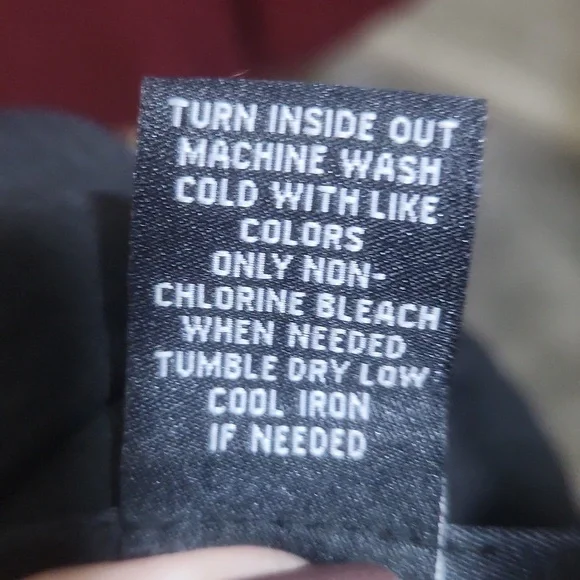 TURN INSIDE OUT
MACHINE WASH
COLD WITH LIKE
COLORS
ONLY NON-
CHLORINE BLEACH
WHEN NEEDED
TUMBLE DRY LOW
COOL IRON
IF NEEDED